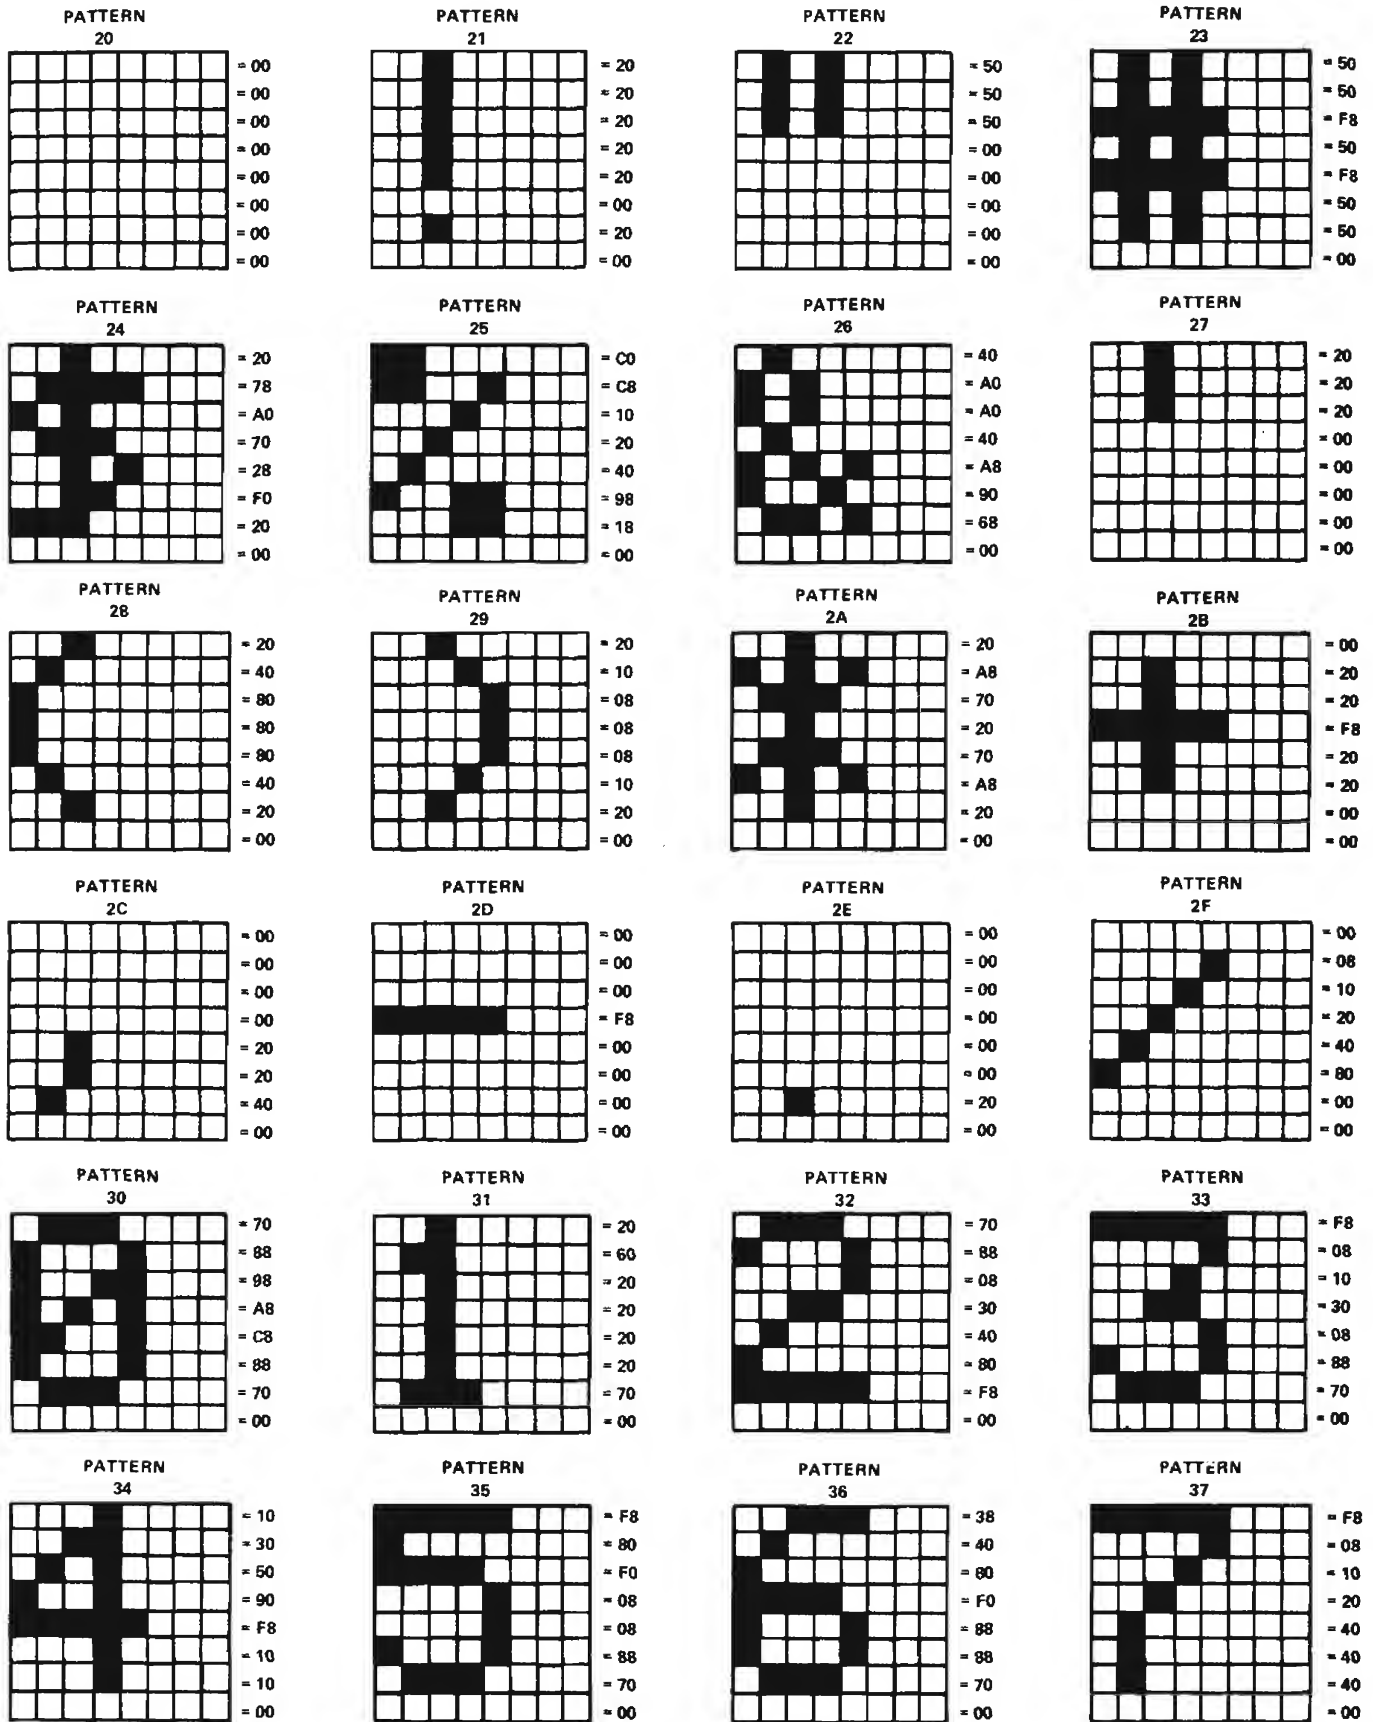 PATTERN PATTERN PATTERN PATTERN
20 21 22 23
= 00 = 20 = 50 = 50
= 00 = 20 = 50 = 50
= 00 = 20 = 50 = F8
= 00 = 20 = 00 = 50
= 00 = 20 = 00 = F8
= 00 = 00 = 00 = 50
= 00 = 20 = 00 = 50
= 00 = 00 = 00 = 00
PATTERN PATTERN PATTERN PATTERN
24 25 26 27
= 20 = C0 = 40 = 20
= 78 = C8 = A0 = 20
= A0 = 10 = A0 = 20
= 70 = 20 = 40 = 00
= 28 = 40 = A8 = 00
= F0 = 98 = 90 = 00
= 20 = 18 = 68 = 00
= 00 = 00 = 00 = 00
PATTERN PATTERN PATTERN PATTERN
28 29 2A 2B
= 20 = 20 = 20 = 00
= 40 = 10 = A8 = 20
= 80 = 08 = 70 = 20
= 80 = 08 = 20 = F8
= 80 = 08 = 70 = 20
= 40 = 10 = A8 = 20
= 20 = 20 = 20 = 00
= 00 = 00 = 00 = 00
PATTERN PATTERN PATTERN PATTERN
2C 2D 2E 2F
= 00 = 00 = 00 = 00
= 00 = 00 = 00 = 08
= 00 = 00 = 00 = 10
= 00 = F8 = 00 = 20
= 20 = 00 = 00 = 40
= 20 = 00 = 00 = 80
= 40 = 00 = 20 = 00
= 00 = 00 = 00 = 00
PATTERN PATTERN PATTERN PATTERN
30 31 32 33
= 70 = 20 = 70 = F8
= 88 = 60 = 88 = 08
= 98 = 20 = 08 = 10
= A8 = 20 = 30 = 30
= C8 = 20 = 40 = 08
= 88 = 20 = 80 = 88
= 70 = 70 = F8 = 70
= 00 = 00 = 00 = 00
PATTERN PATTERN PATTERN PATTERN
34 35 36 37
= 10 = F8 = 38 = F8
= 30 = 80 = 40 = 08
= 50 = F0 = 80 = 10
= 90 = 08 = F0 = 20
= F8 = 08 = 88 = 40
= 10 = 88 = 88 = 40
= 10 = 70 = 70 = 40
= 00 = 00 = 00 = 00